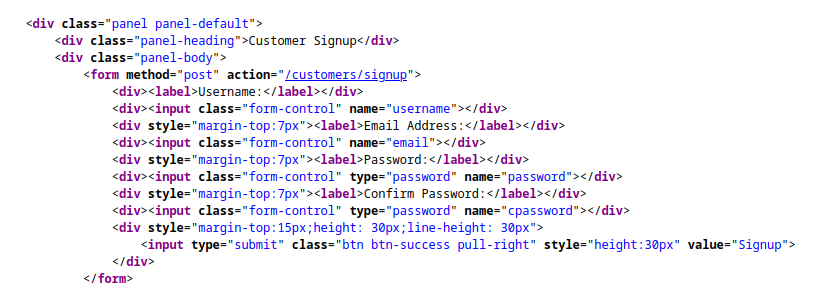 <div class="panel panel-default">
<div class="panel-heading">Customer Signup</div>
<div class="panel-body">
<form method="post" action="/customers/signup">
<div><label>Username:</label></div>
<div><input class="form-control" name="username"></div>
<div style="margin-top:7px"><label>Email Address:</label></div>
<div><input class="form-control" name="email"></div>
<div style="margin-top:7px"><label>Password:</label></div>
<div><input class="form-control" type="password" name="password"></div>
<div style="margin-top:7px"><label>Confirm Password:</label></div>
<div><input class="form-control" type="password" name="cpassword"></div>
<div style="margin-top:15px;height: 30px;line-height: 30px">
<input type="submit" class="btn btn-success pull-right" style="height:30px" value="Signup">
</div>
</form>